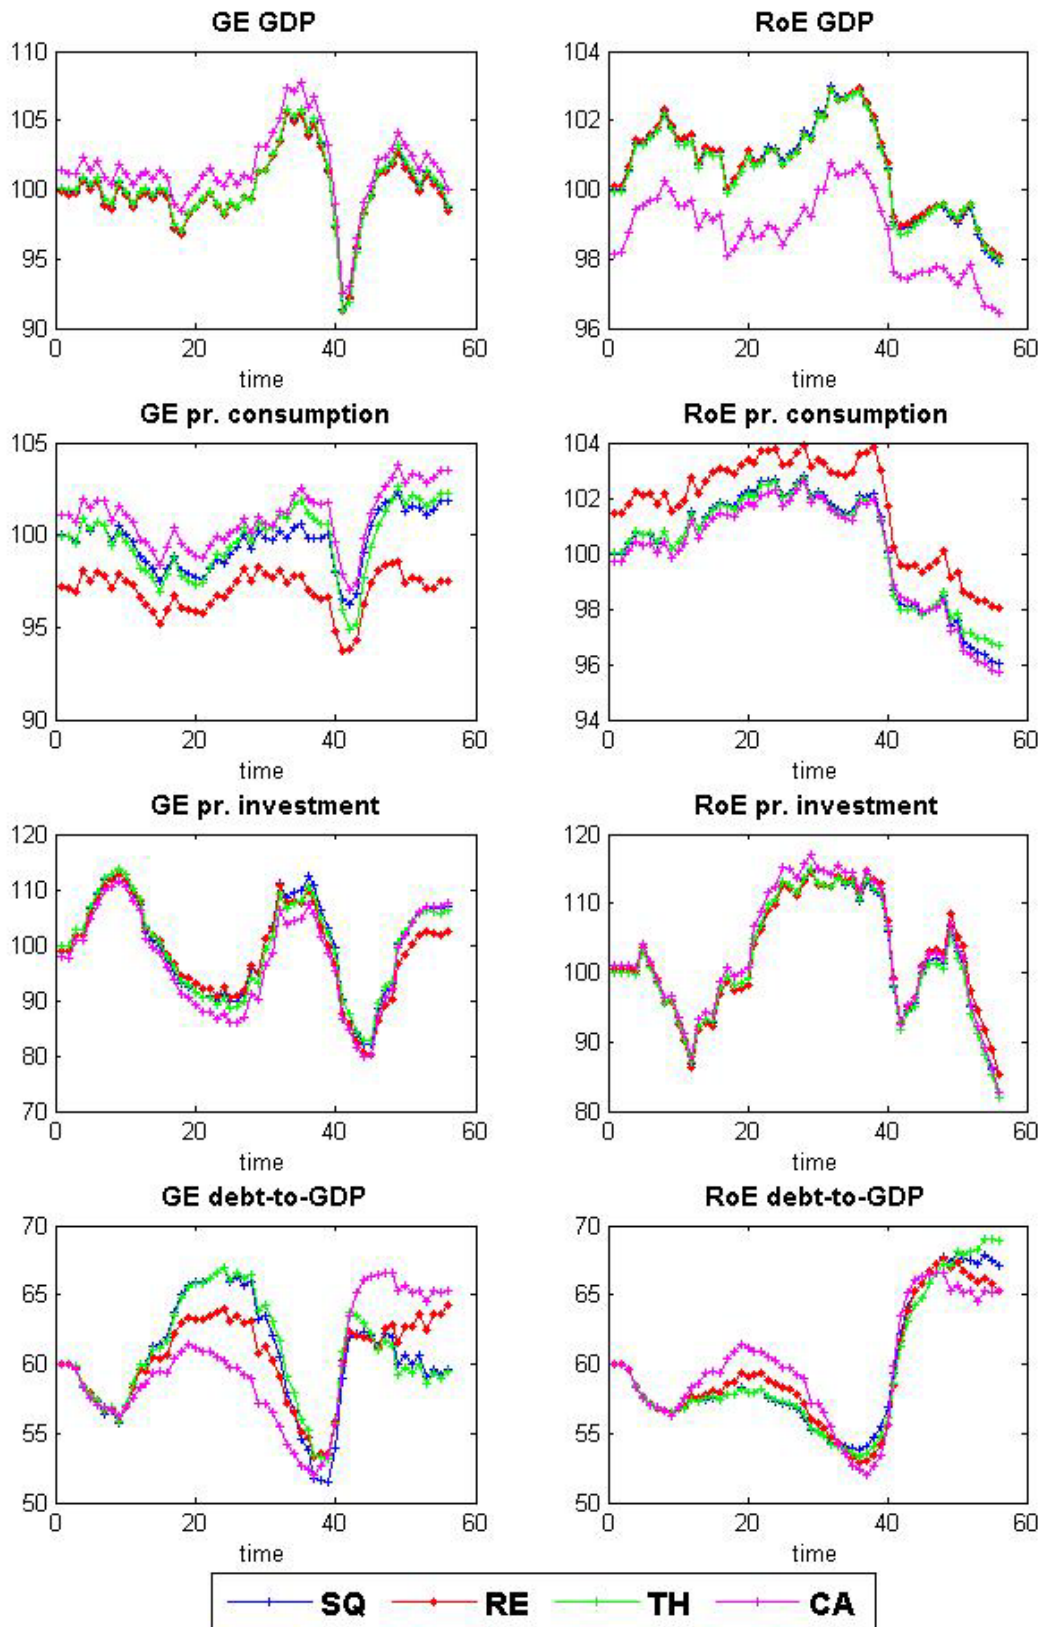 GE GDP
110
105
100
95
90
0 20 40 60
time
RoE GDP
104
102
100
98
96
0 20 40 60
time
GE pr. consumption
105
100
95
90
0 20 40 60
time
RoE pr. consumption
104
102
100
98
96
94
0 20 40 60
time
GE pr. investment
120
110
100
90
80
70
0 20 40 60
time
RoE pr. investment
120
110
100
90
80
0 20 40 60
time
GE debt-to-GDP
70
65
60
55
50
0 20 40 60
time
RoE debt-to-GDP
70
65
60
55
50
0 20 40 60
time
SQ RE TH CA